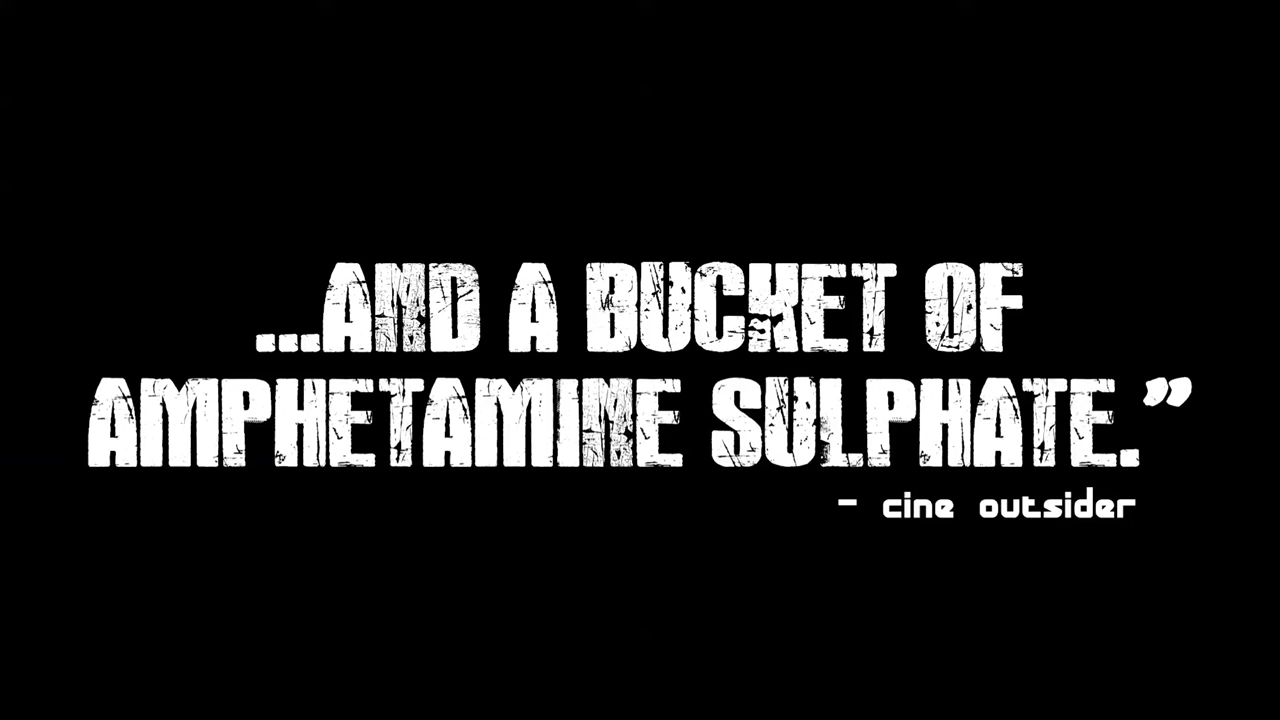 ...AND A BUCKET OF
AMPHETAMINE SULPHATE.”
- cine outsider